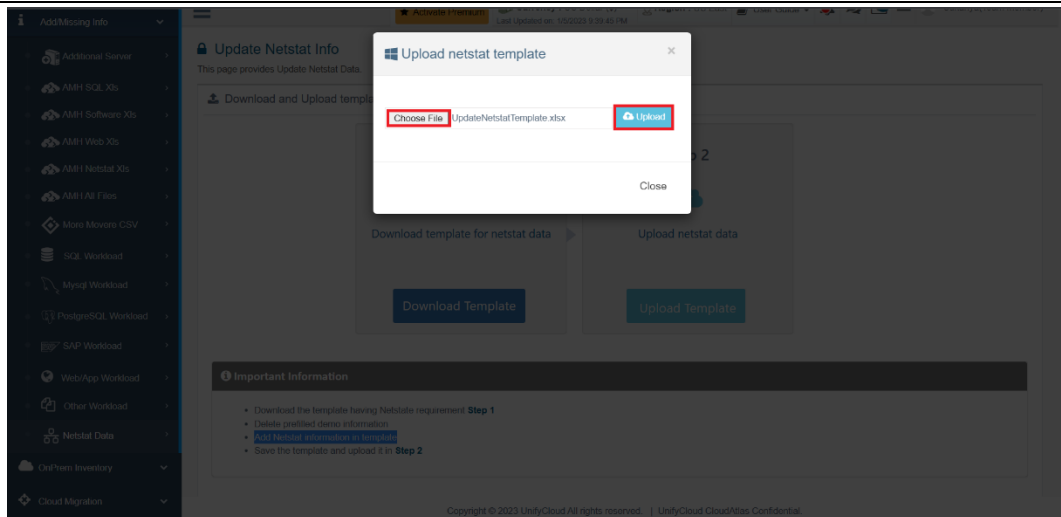 Add/Missing Info
Activate Premium
Last Updated on: 1/5/2023 9:39:45 PM
Additional Server
AMH SQL Xls
AMH Software Xls
AMH Web Xls
AMH Netstat Xls
AMH All Files
More Movere CSV
SQL Workload
Mysql Workload
PostgreSQL Workload
SAP Workload
Web/App Workload
Other Workload
Netstat Data
OnPrem Inventory
Cloud Migration
Update Netstat Info
This page provides Update Netstat Data.
Download and Upload templa
Upload netstat template
×
Choose File UpdateNetstatTemplate.xlsx
Upload
Close
2
Download template for netstat data
Upload netstat data
Download Template
Upload Template
Important Information
Download the template having Netstate requirement Step 1
Delete prefilled demo information
Add Netstat information in template
Save the template and upload it in Step 2
Copyright © 2023 UnifyCloud All rights reserved. | UnifyCloud CloudAtlas Confidential.